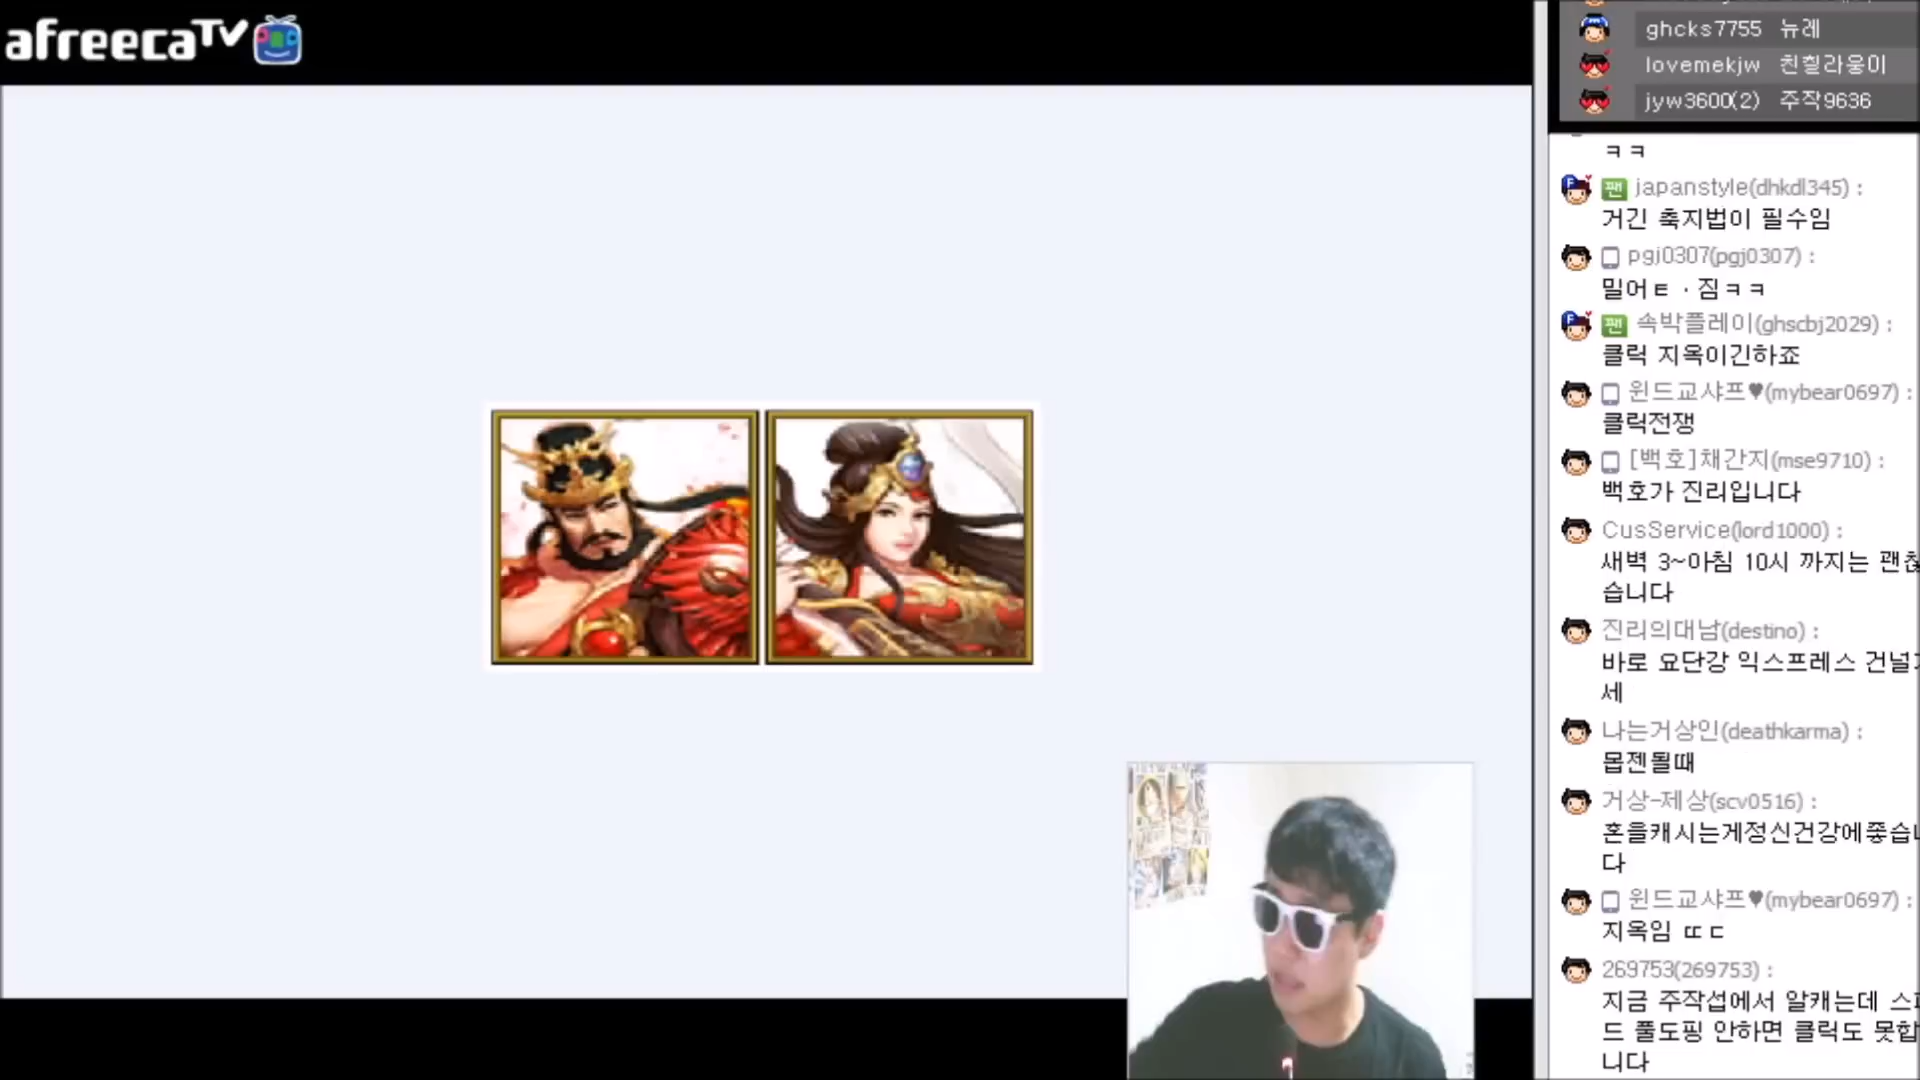 afreecaTV
ghcks7755 뉴레
lovemekjw 친칠라웅이
jyw3600(2) 주작9636
ㅋㅋ
팬 japanstyle(dhkdl345) :
거긴 축지법이 필수임
pgj0307(pgj0307) :
밀어ㅌㆍ짐ㅋㅋ
팬 속박플레이(ghscbj2029) :
클릭 지옥이긴하죠
윈드교샤프♥(mybear0697) :
클릭전쟁
[백호]채간지(mse9710) :
백호가 진리입니다
CusService(lord1000) :
새벽 3~아침 10시 까지는 괜찮
습니다
진리의대남(destino) :
바로 요단강 익스프레스 건널
세
나는거상인(deathkarma) :
몹젠될때
거상-제상(scv0516) :
혼을캐시는게정신건강에좋습니
다
윈드교샤프♥(mybear0697) :
지옥임 ㄸㄷ
269753(269753) :
지금 주작섭에서 알캐는데 스피
드 풀도핑 안하면 클릭도 못합
니다